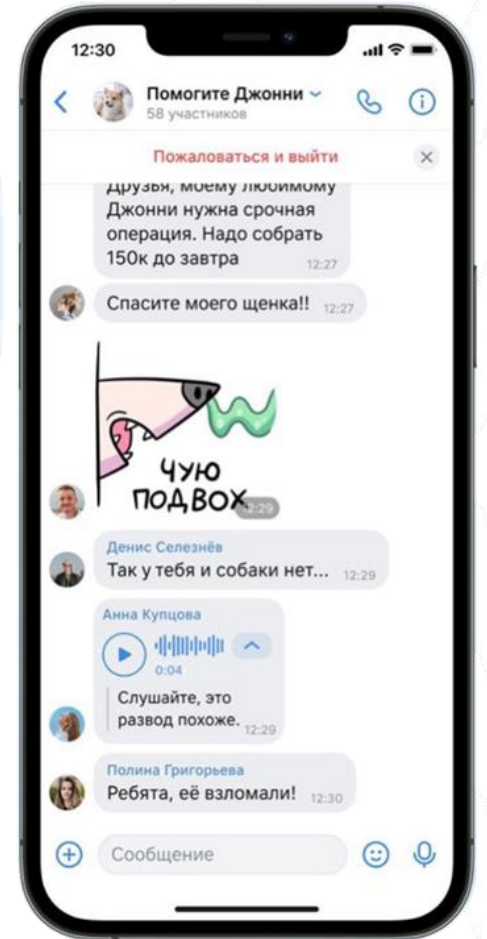 12:30
Помогите Джонни
58 участников
Пожаловаться и выйти
Друзья, моему любимому
Джонни нужна срочная
операция. Надо собрать
150к до завтра 12:27
Спасите моего щенка!! 12:27
ЧУЮ
ПОДВОХ 12:29
Денис Селезнёв
Так у тебя и собаки нет... 12:29
Анна Купцова
0:04
Слушайте, это
развод похоже. 12:29
Полина Григорьева
Ребята, её взломали! 12:30
Сообщение